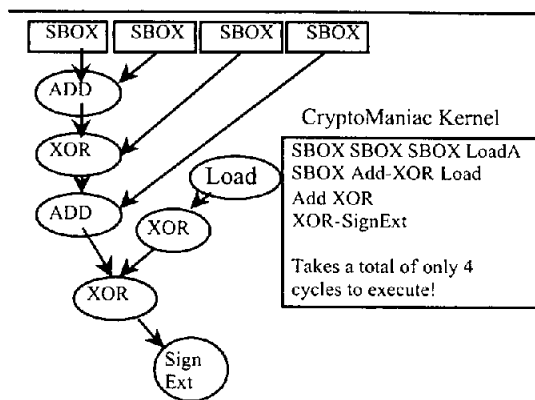 SBOX SBOX SBOX SBOX
ADD
XOR
ADD
Load
XOR
XOR
Sign
Ext
CryptoManiac Kernel
SBOX SBOX SBOX LoadA
SBOX Add-XOR Load
Add XOR
XOR-SignExt
Takes a total of only 4
cycles to execute!